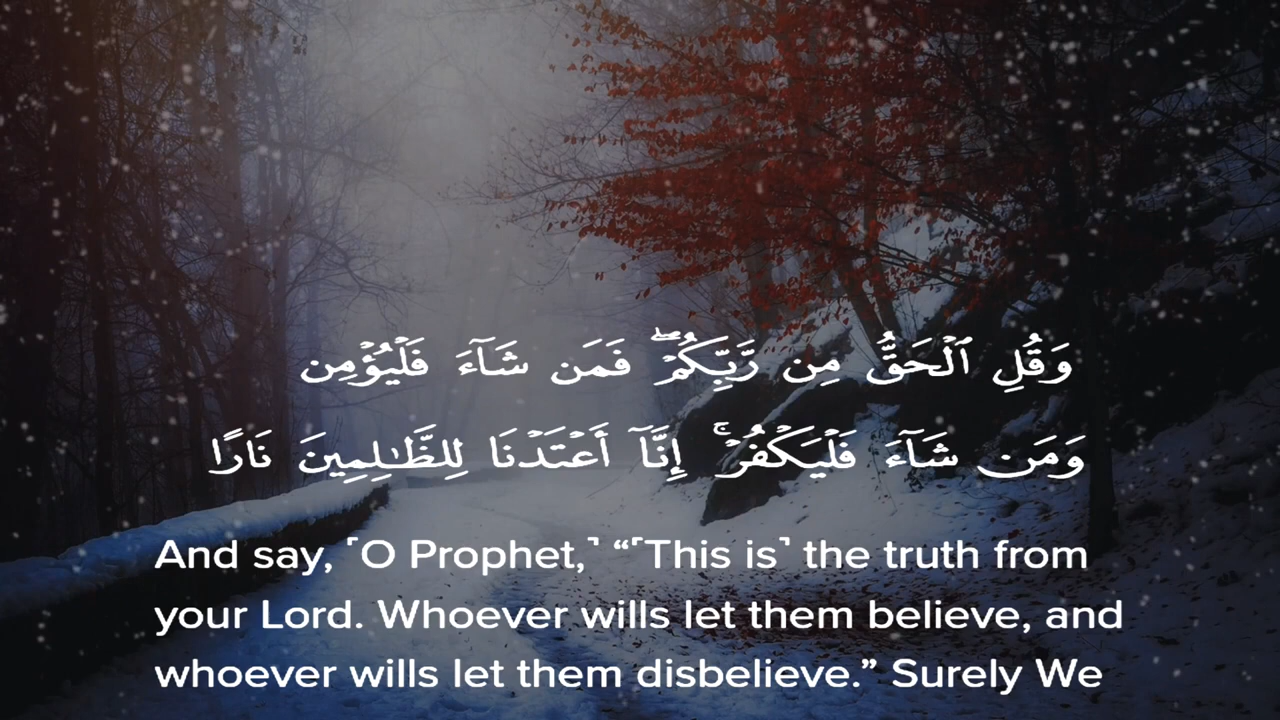 وَقُلِ ٱلْحَقُّ مِن رَّبِّكُمْ ۖ فَمَن شَآءَ فَلْيُؤْمِن
وَمَن شَآءَ فَلْيَكْفُرْ ۚ إِنَّآ أَعْتَدْنَا لِلظَّـٰلِمِينَ نَارًا
And say, ˹O Prophet,˺ “˹This is˺ the truth from
your Lord. Whoever wills let them believe, and
whoever wills let them disbelieve.” Surely We